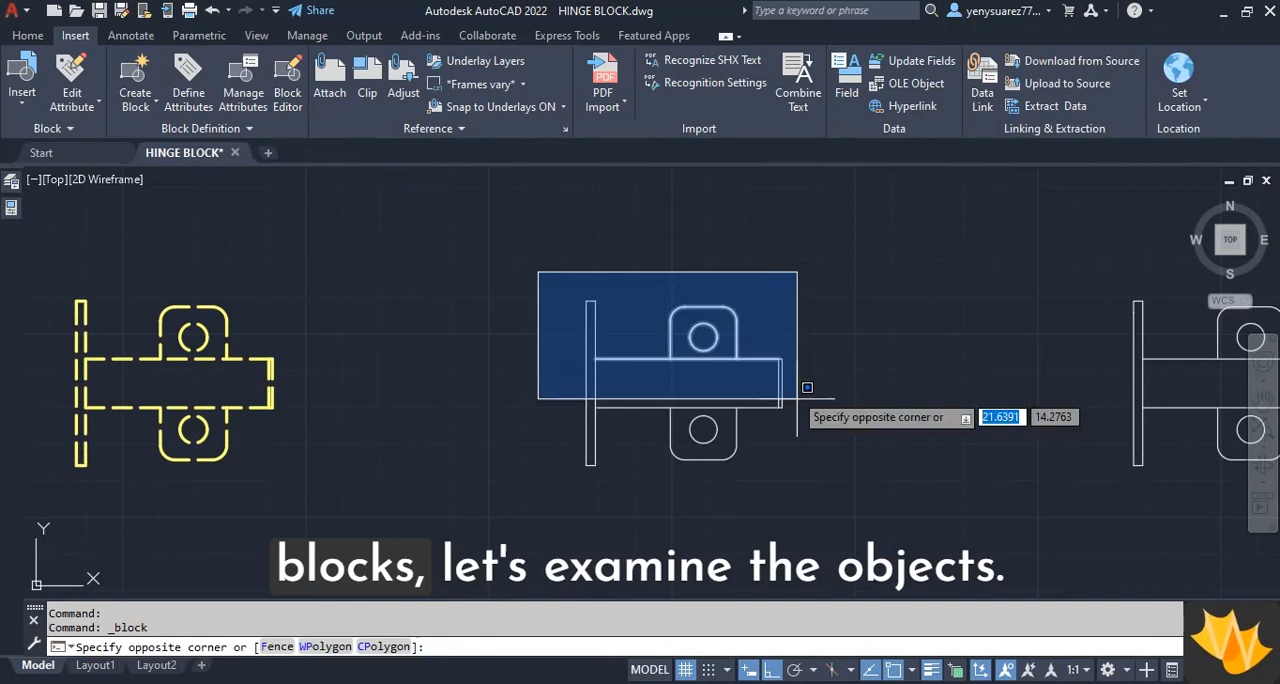 Share
Autodesk AutoCAD 2022 HINGE BLOCK.dwg
Type a keyword or phrase
yenysuarez77...
Home Insert Annotate Parametric View Manage Output Add-ins Collaborate Express Tools Featured Apps
Insert
Edit Attribute
Create Block
Define Attributes
Manage Attributes
Block Editor
Attach
Clip
Adjust
Underlay Layers
*Frames vary*
Snap to Underlays ON
PDF Import
Recognize SHX Text
Recognition Settings
Combine Text
Field
Update Fields
OLE Object
Hyperlink
Data Link
Download from Source
Upload to Source
Extract Data
Set Location
Block Block Definition Reference Import Data Linking & Extraction Location
Start HINGE BLOCK*
[−][Top][2D Wireframe]
N
W TOP E
S
WCS
Specify opposite corner or 21.6391 14.2763
Y
X
blocks, let's examine the objects.
Command:
Command: _block
Specify opposite corner or [Fence WPolygon CPolygon]:
Model Layout1 Layout2
MODEL 1:1